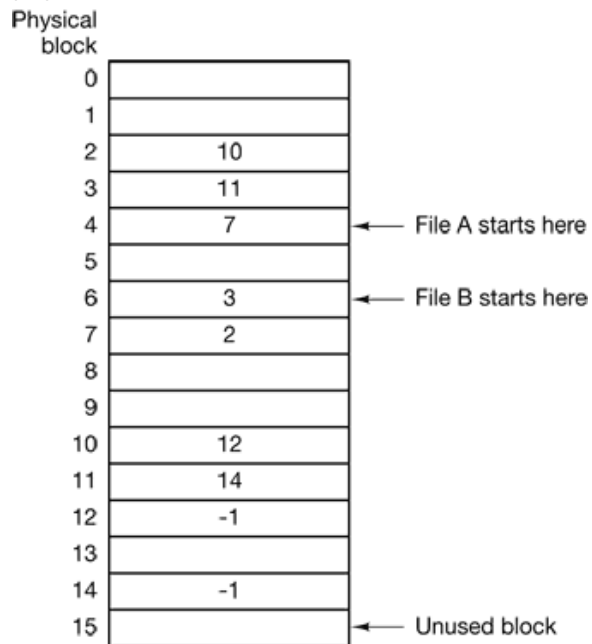 Physical
block
0
1
2 10
3 11
4 7 File A starts here
5
6 3 File B starts here
7 2
8
9
10 12
11 14
12 -1
13
14 -1
15 Unused block